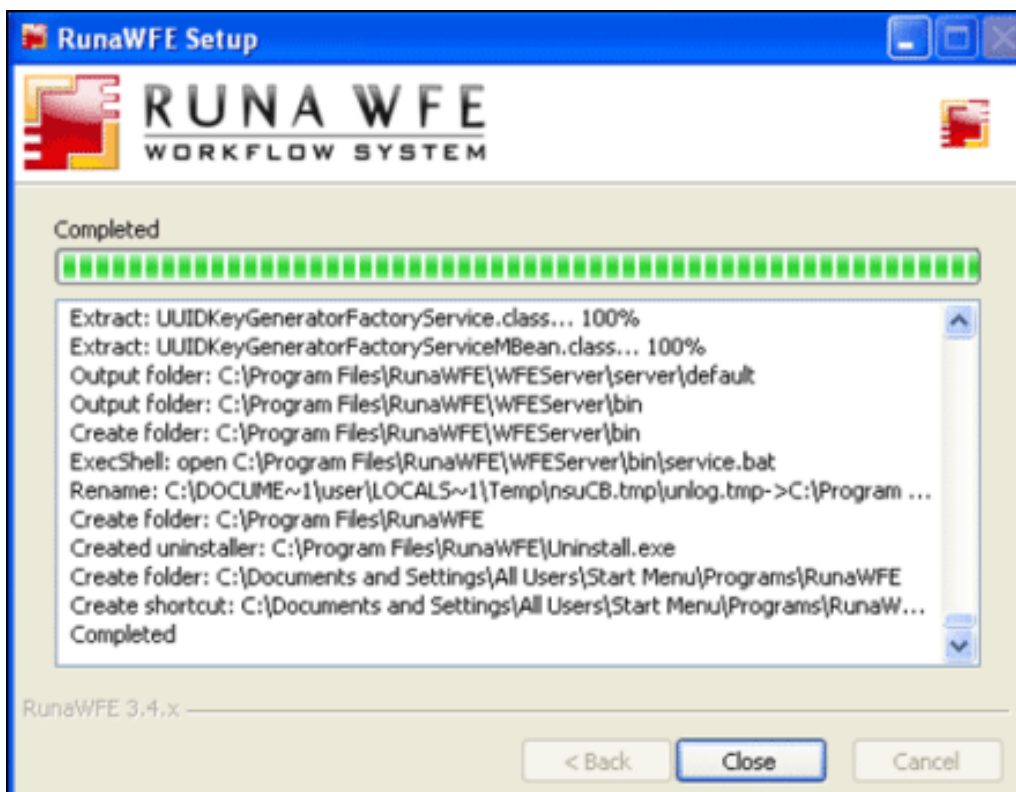 RunaWFE Setup
RUNA WFE
WORKFLOW SYSTEM
Completed
Extract: UUIDKeyGeneratorFactoryService.class... 100%
Extract: UUIDKeyGeneratorFactoryServiceMBean.class... 100%
Output folder: C:\Program Files\RunaWFE\WFEServer\server\default
Output folder: C:\Program Files\RunaWFE\WFEServer\bin
Create folder: C:\Program Files\RunaWFE\WFEServer\bin
ExecShell: open C:\Program Files\RunaWFE\WFEServer\bin\service.bat
Rename: C:\DOCUME~1\user\LOCALS~1\Temp\nsuCB.tmp\unlog.tmp->C:\Program ...
Create folder: C:\Program Files\RunaWFE
Created uninstaller: C:\Program Files\RunaWFE\Uninstall.exe
Create folder: C:\Documents and Settings\All Users\Start Menu\Programs\RunaWFE
Create shortcut: C:\Documents and Settings\All Users\Start Menu\Programs\RunaW...
Completed
RunaWFE 3.4.x
< Back Close Cancel